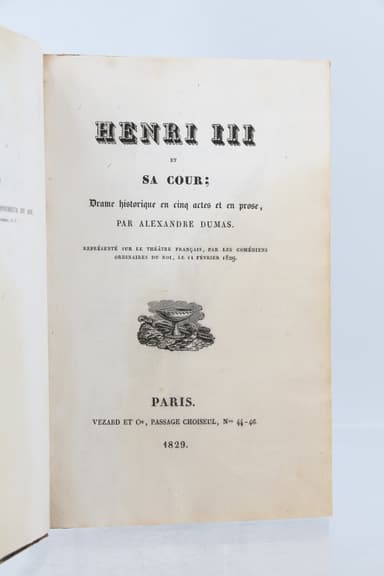 HENRI III
ET
SA COUR;
Drame historique en cinq actes et en prose,
PAR ALEXANDRE DUMAS.
REPRÉSENTÉ SUR LE THÉÂTRE FRANÇAIS, PAR LES COMÉDIENS
ORDINAIRES DU ROI, LE 11 FÉVRIER 1829.
PARIS.
VEZARD ET Cie, PASSAGE CHOISEUL, Nos 44-46.
1829.